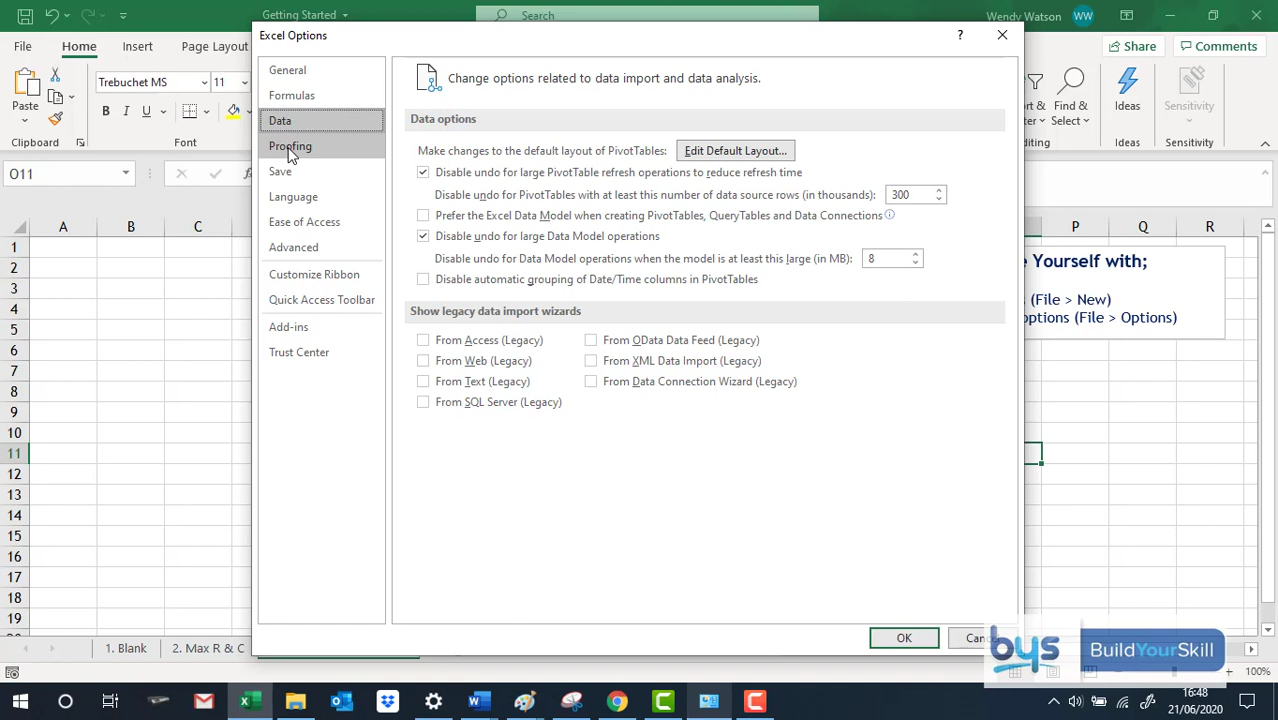 Getting Started
Search
Wendy Watson WW
File Home Insert Page Layou
Share Comments
Trebuchet MS 11
Paste
B I U
Find & Select
Ideas
Sensitivity
Clipboard
Ideas
Sensitivity
O11
A B C P Q R
1
2
3
4
5
6
7
8
9
10
11
12
13
14
15
16
17
18
19
Yourself with;
(File > New)
options (File > Options)
Excel Options
?
General
Formulas
Data
Proofing
Save
Language
Ease of Access
Advanced
Customize Ribbon
Quick Access Toolbar
Add-ins
Trust Center
Change options related to data import and data analysis.
Data options
Make changes to the default layout of PivotTables: Edit Default Layout...
Disable undo for large PivotTable refresh operations to reduce refresh time
Disable undo for PivotTables with at least this number of data source rows (in thousands): 300
Prefer the Excel Data Model when creating PivotTables, QueryTables and Data Connections
Disable undo for large Data Model operations
Disable undo for Data Model operations when the model is at least this large (in MB): 8
Disable automatic grouping of Date/Time columns in PivotTables
Show legacy data import wizards
From Access (Legacy) From OData Data Feed (Legacy)
From Web (Legacy) From XML Data Import (Legacy)
From Text (Legacy) From Data Connection Wizard (Legacy)
From SQL Server (Legacy)
OK
1. Blank 2. Max R & C
bys BuildYourSkill
100%
16:48
21/06/2020